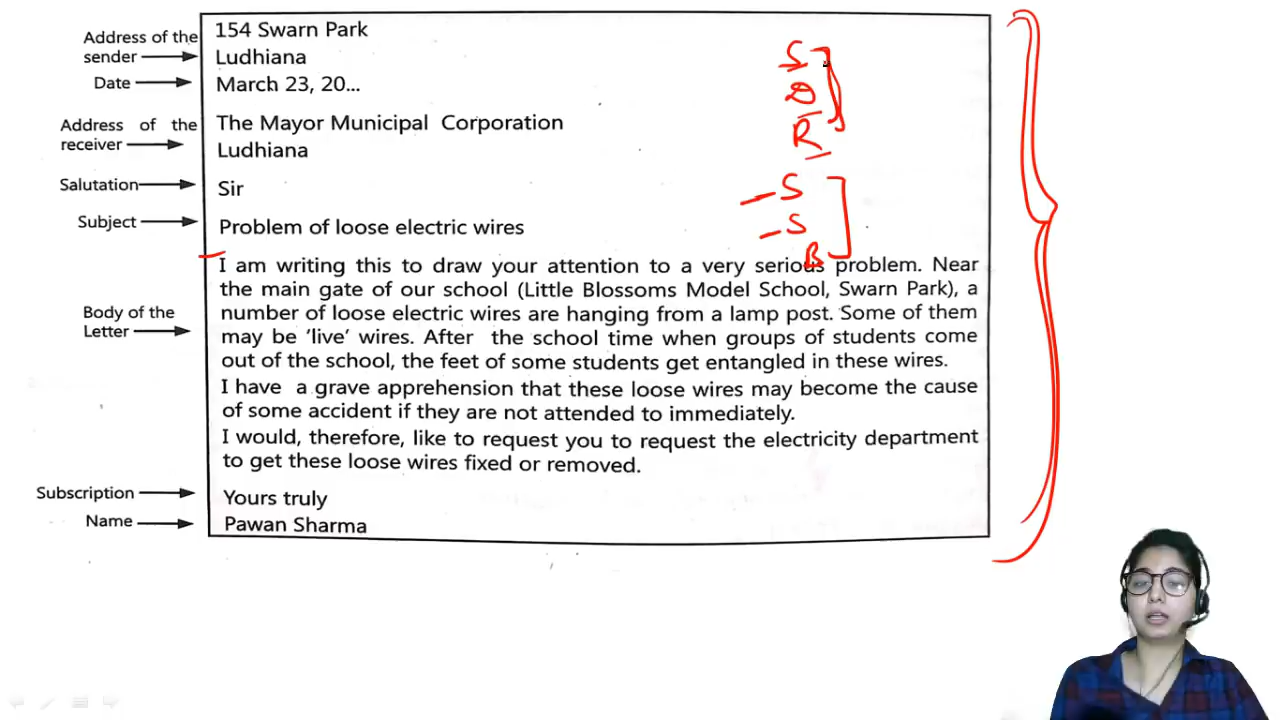 Address of the
sender
Date
Address of the
receiver
Salutation
Subject
Body of the
Letter
Subscription
Name
154 Swarn Park
Ludhiana
March 23, 20...
The Mayor Municipal Corporation
Ludhiana
Sir
Problem of loose electric wires
I am writing this to draw your attention to a very serious problem. Near
the main gate of our school (Little Blossoms Model School, Swarn Park), a
number of loose electric wires are hanging from a lamp post. Some of them
may be 'live' wires. After the school time when groups of students come
out of the school, the feet of some students get entangled in these wires.
I have a grave apprehension that these loose wires may become the cause
of some accident if they are not attended to immediately.
I would, therefore, like to request you to request the electricity department
to get these loose wires fixed or removed.
Yours truly
Pawan Sharma
S
D
R
S
S
B